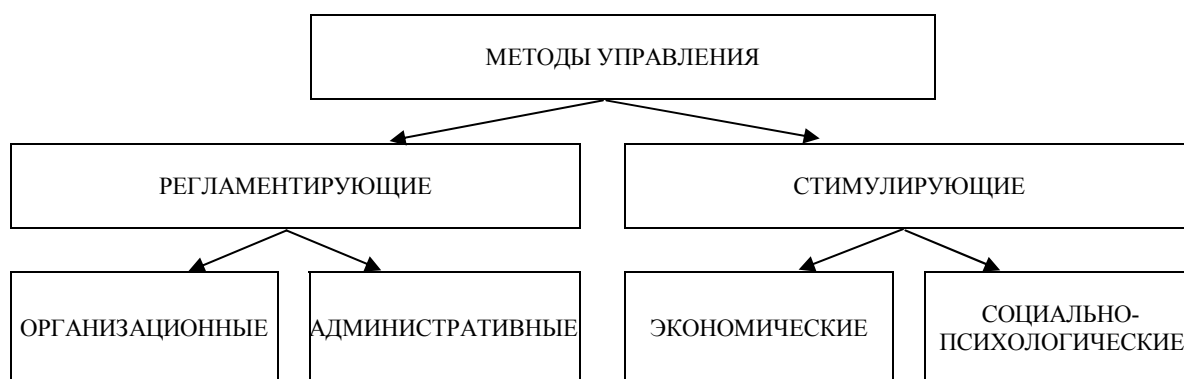 МЕТОДЫ УПРАВЛЕНИЯ
РЕГЛАМЕНТИРУЮЩИЕ
СТИМУЛИРУЮЩИЕ
ОРГАНИЗАЦИОННЫЕ
АДМИНИСТРАТИВНЫЕ
ЭКОНОМИЧЕСКИЕ
СОЦИАЛЬНО-
ПСИХОЛОГИЧЕСКИЕ